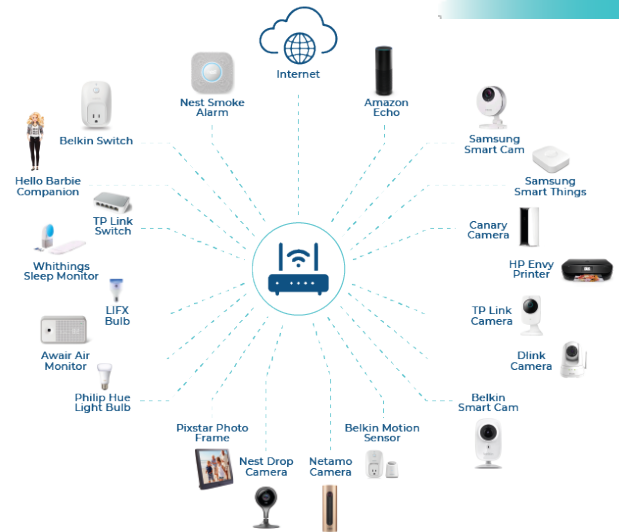 Internet
Nest Smoke
Alarm
Amazon
Echo
Belkin Switch
Samsung
Smart Cam
Hello Barbie
Companion
Samsung
Smart Things
TP Link
Switch
Canary
Camera
Whithings
Sleep Monitor
HP Envy
Printer
LIFX
Bulb
TP Link
Camera
Awair Air
Monitor
Dlink
Camera
Philip Hue
Light Bulb
Belkin
Smart Cam
Pixstar Photo
Frame
Belkin Motion
Sensor
Nest Drop
Camera
Netamo
Camera